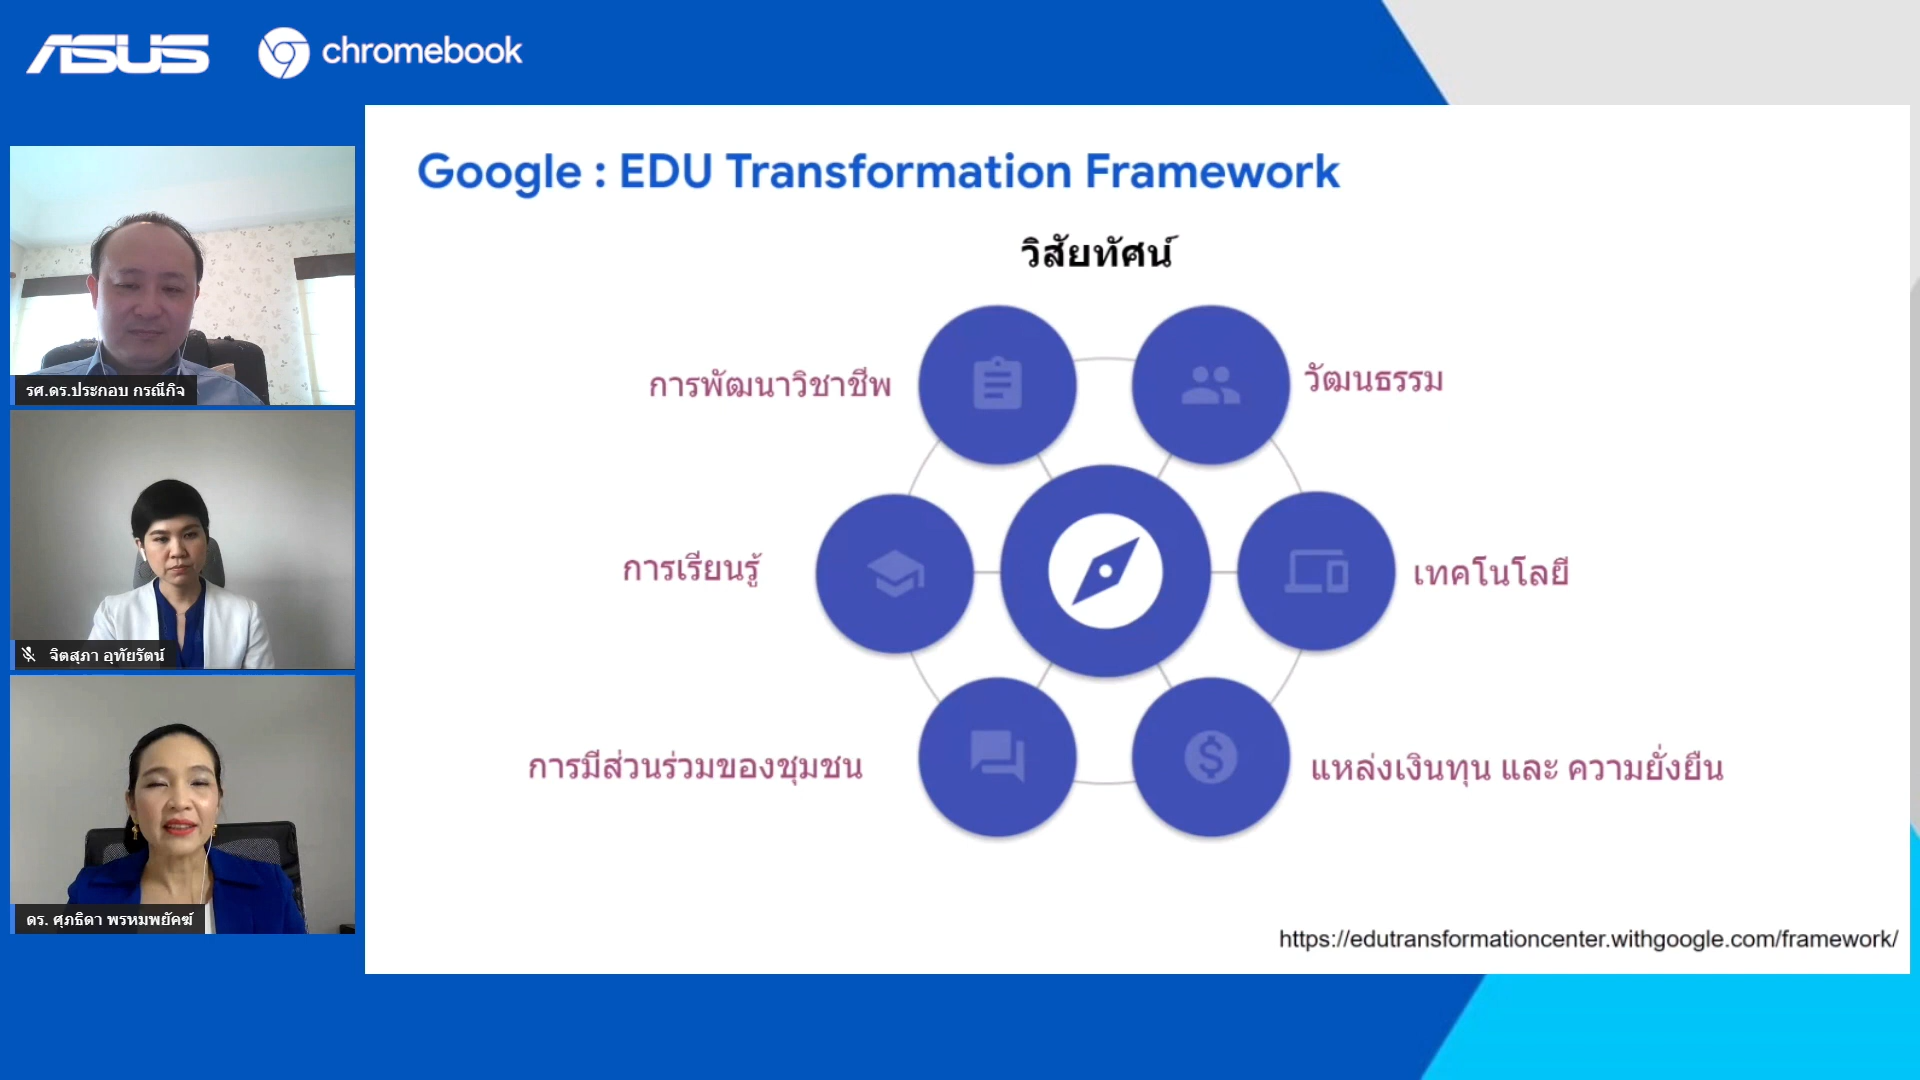 ASUS chromebook
Google : EDU Transformation Framework
วิสัยทัศน์
การพัฒนาวิชาชีพ
วัฒนธรรม
การเรียนรู้
เทคโนโลยี
การมีส่วนร่วมของชุมชน
แหล่งเงินทุน และ ความยั่งยืน
https://edutransformationcenter.withgoogle.com/framework/
รศ.ดร.ประกอบ กรณีกิจ
จิตสุภา อุทัยรัตน์
ดร. ศุภธิดา พรหมพยัคฆ์